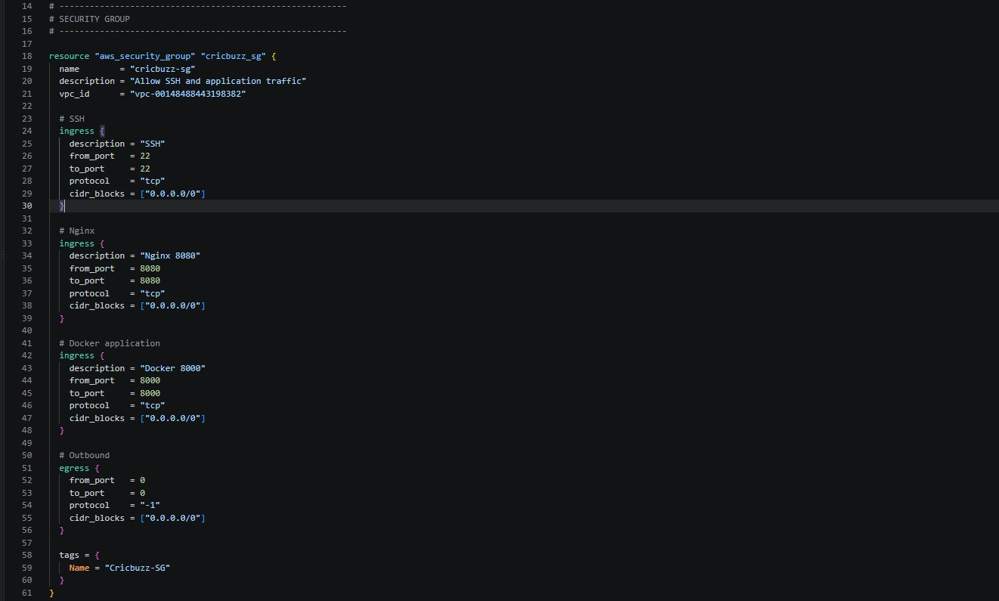 14 # ---------------------------------------------------------
15 # SECURITY GROUP
16 # ---------------------------------------------------------
17
18 resource "aws_security_group" "cricbuzz_sg" {
19   name        = "cricbuzz-sg"
20   description = "Allow SSH and application traffic"
21   vpc_id      = "vpc-00148488443198382"
22
23   # SSH
24   ingress {
25     description = "SSH"
26     from_port   = 22
27     to_port     = 22
28     protocol    = "tcp"
29     cidr_blocks = ["0.0.0.0/0"]
30   }
31
32   # Nginx
33   ingress {
34     description = "Nginx 8080"
35     from_port   = 8080
36     to_port     = 8080
37     protocol    = "tcp"
38     cidr_blocks = ["0.0.0.0/0"]
39   }
40
41   # Docker application
42   ingress {
43     description = "Docker 8000"
44     from_port   = 8000
45     to_port     = 8000
46     protocol    = "tcp"
47     cidr_blocks = ["0.0.0.0/0"]
48   }
49
50   # Outbound
51   egress {
52     from_port   = 0
53     to_port     = 0
54     protocol    = "-1"
55     cidr_blocks = ["0.0.0.0/0"]
56   }
57
58   tags = {
59     Name = "Cricbuzz-SG"
60   }
61 }